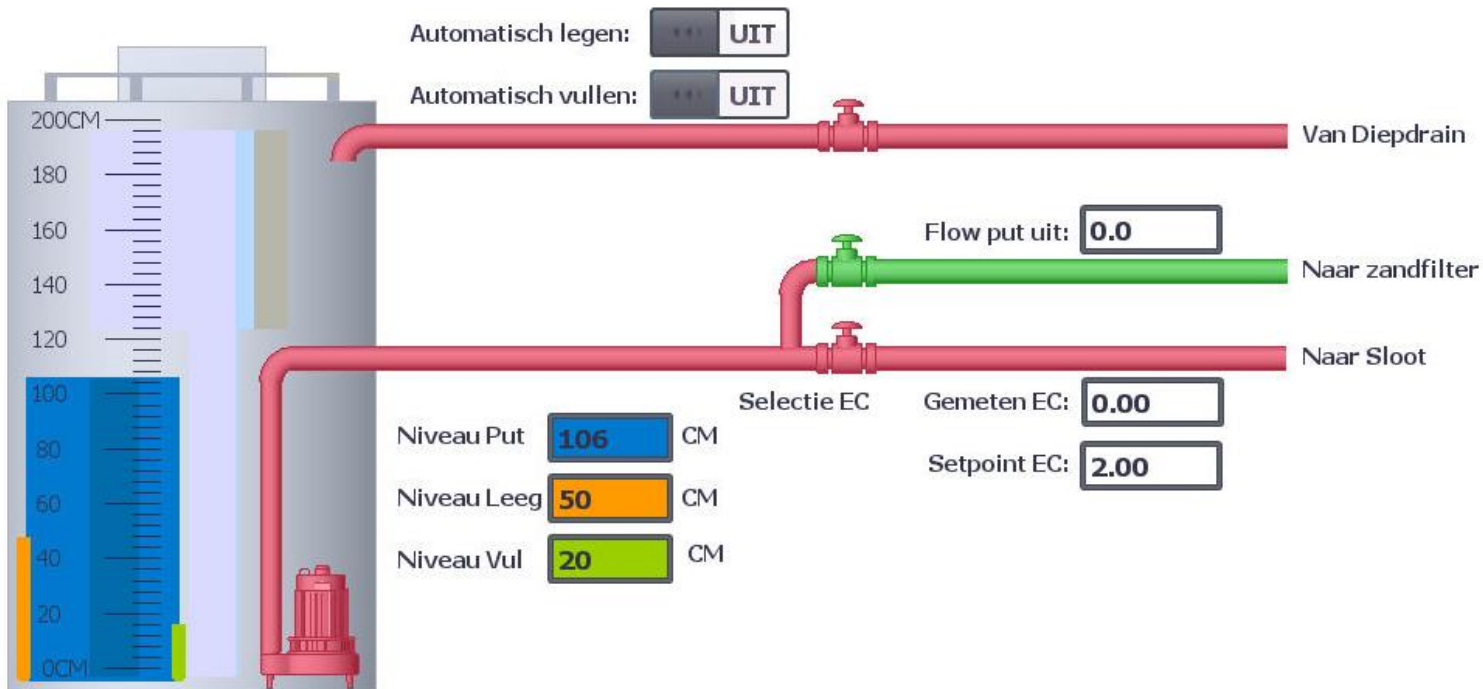 Automatisch legen: UIT
Automatisch vullen: UIT
200CM
180
160
140
120
100
80
60
40
20
0CM
Van Diepdrain
Flow put uit: 0.0
Naar zandfilter
Naar Sloot
Selectie EC
Gemeten EC: 0.00
Setpoint EC: 2.00
Niveau Put 106 CM
Niveau Leeg 50 CM
Niveau Vul 20 CM